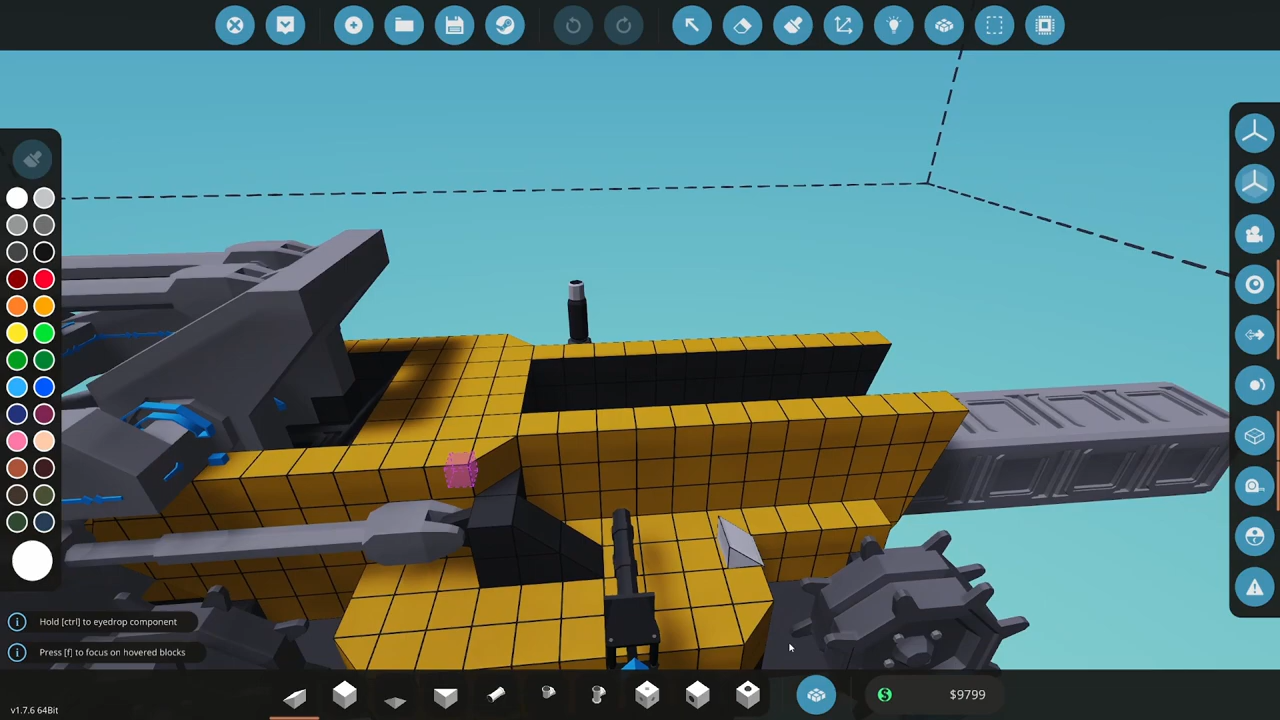 Hold [ctrl] to eyedrop component
Press [f] to focus on hovered blocks
$ $9799
v1.7.6 64Bit